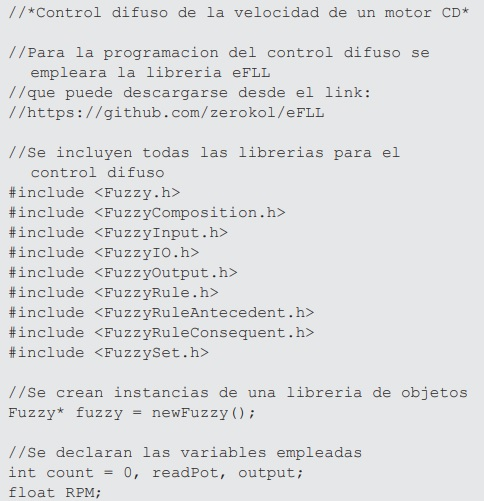 //*Control difuso de la velocidad de un motor CD*
//Para la programacion del control difuso se
empleara la libreria eFLL
//que puede descargarse desde el link:
//https://github.com/zerokol/eFLL
//Se incluyen todas las librerias para el
control difuso
#include <Fuzzy.h>
#include <FuzzyComposition.h>
#include <FuzzyInput.h>
#include <FuzzyIO.h>
#include <FuzzyOutput.h>
#include <FuzzyRule.h>
#include <FuzzyRuleAntecedent.h>
#include <FuzzyRuleConsequent.h>
#include <FuzzySet.h>
//Se crean instancias de una libreria de objetos
Fuzzy* fuzzy = newFuzzy();
//Se declaran las variables empleadas
int count = 0, readPot, output;
float RPM;